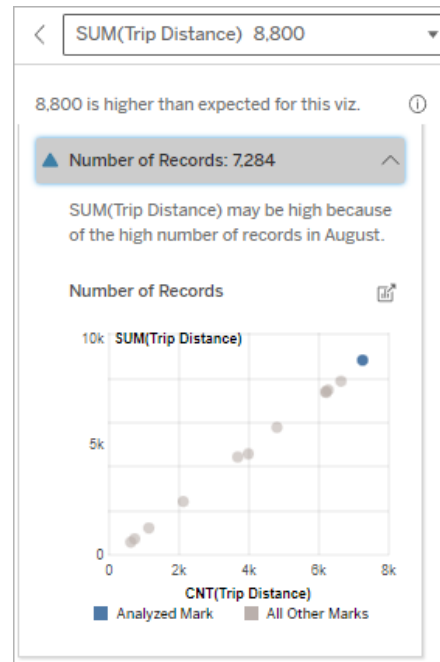 SUM(Trip Distance) 8,800
8,800 is higher than expected for this viz.
Number of Records: 7,284
SUM(Trip Distance) may be high because
of the high number of records in August.
Number of Records
10k SUM(Trip Distance)
5k
0
0 2k 4k 6k 8k
CNT(Trip Distance)
Analyzed Mark All Other Marks